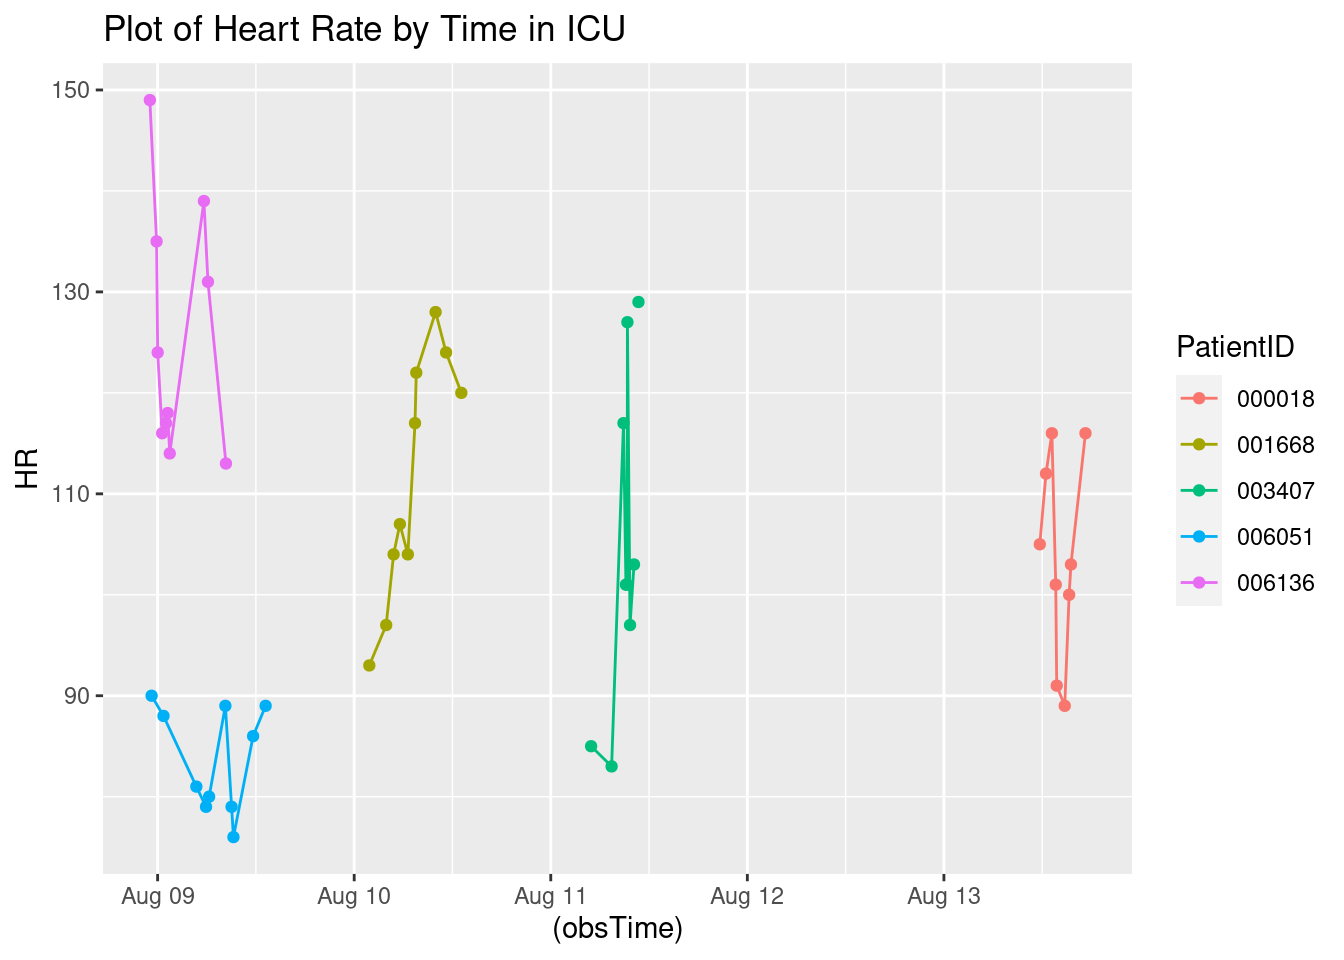 Plot of Heart Rate by Time in ICU
150
130
110
90
HR
Aug 09 Aug 10 Aug 11 Aug 12 Aug 13
(obsTime)
PatientID
000018
001668
003407
006051
006136